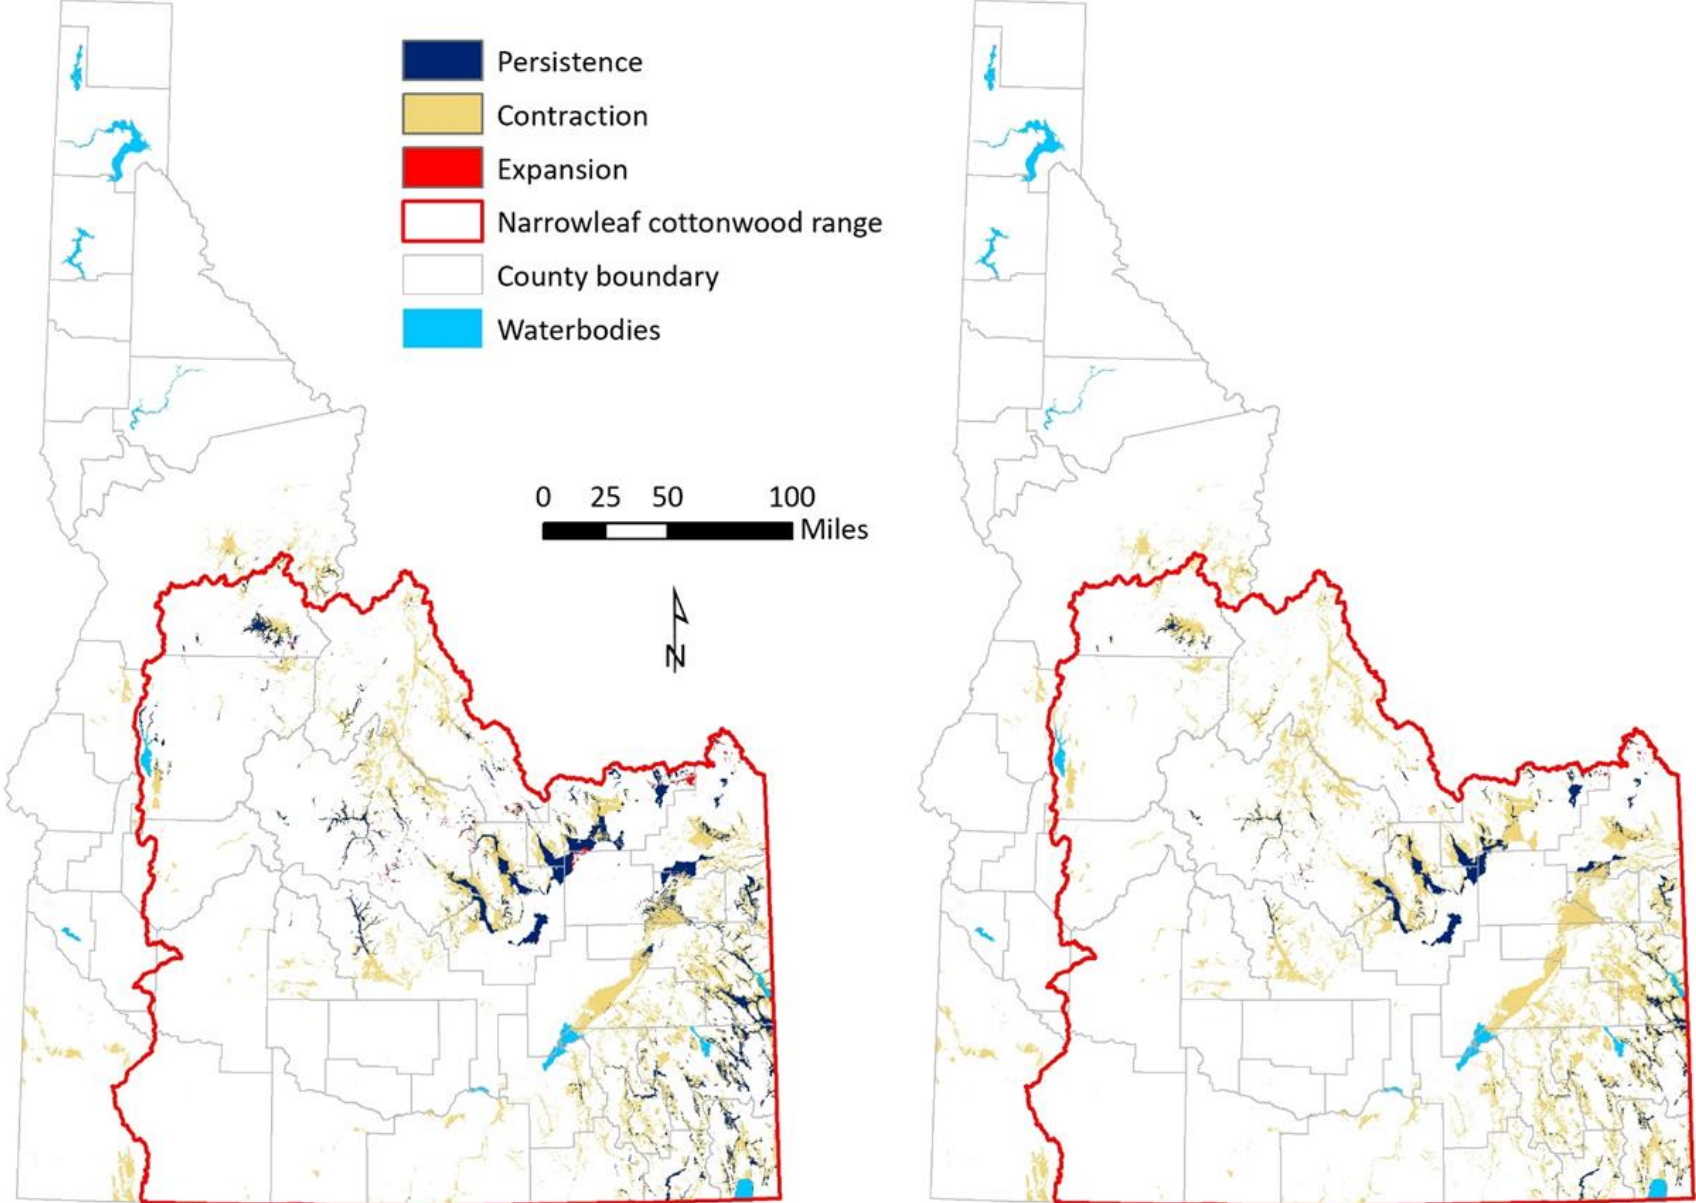 Persistence
Contraction
Expansion
Narrowleaf cottonwood range
County boundary
Waterbodies
0 25 50 100
Miles
N